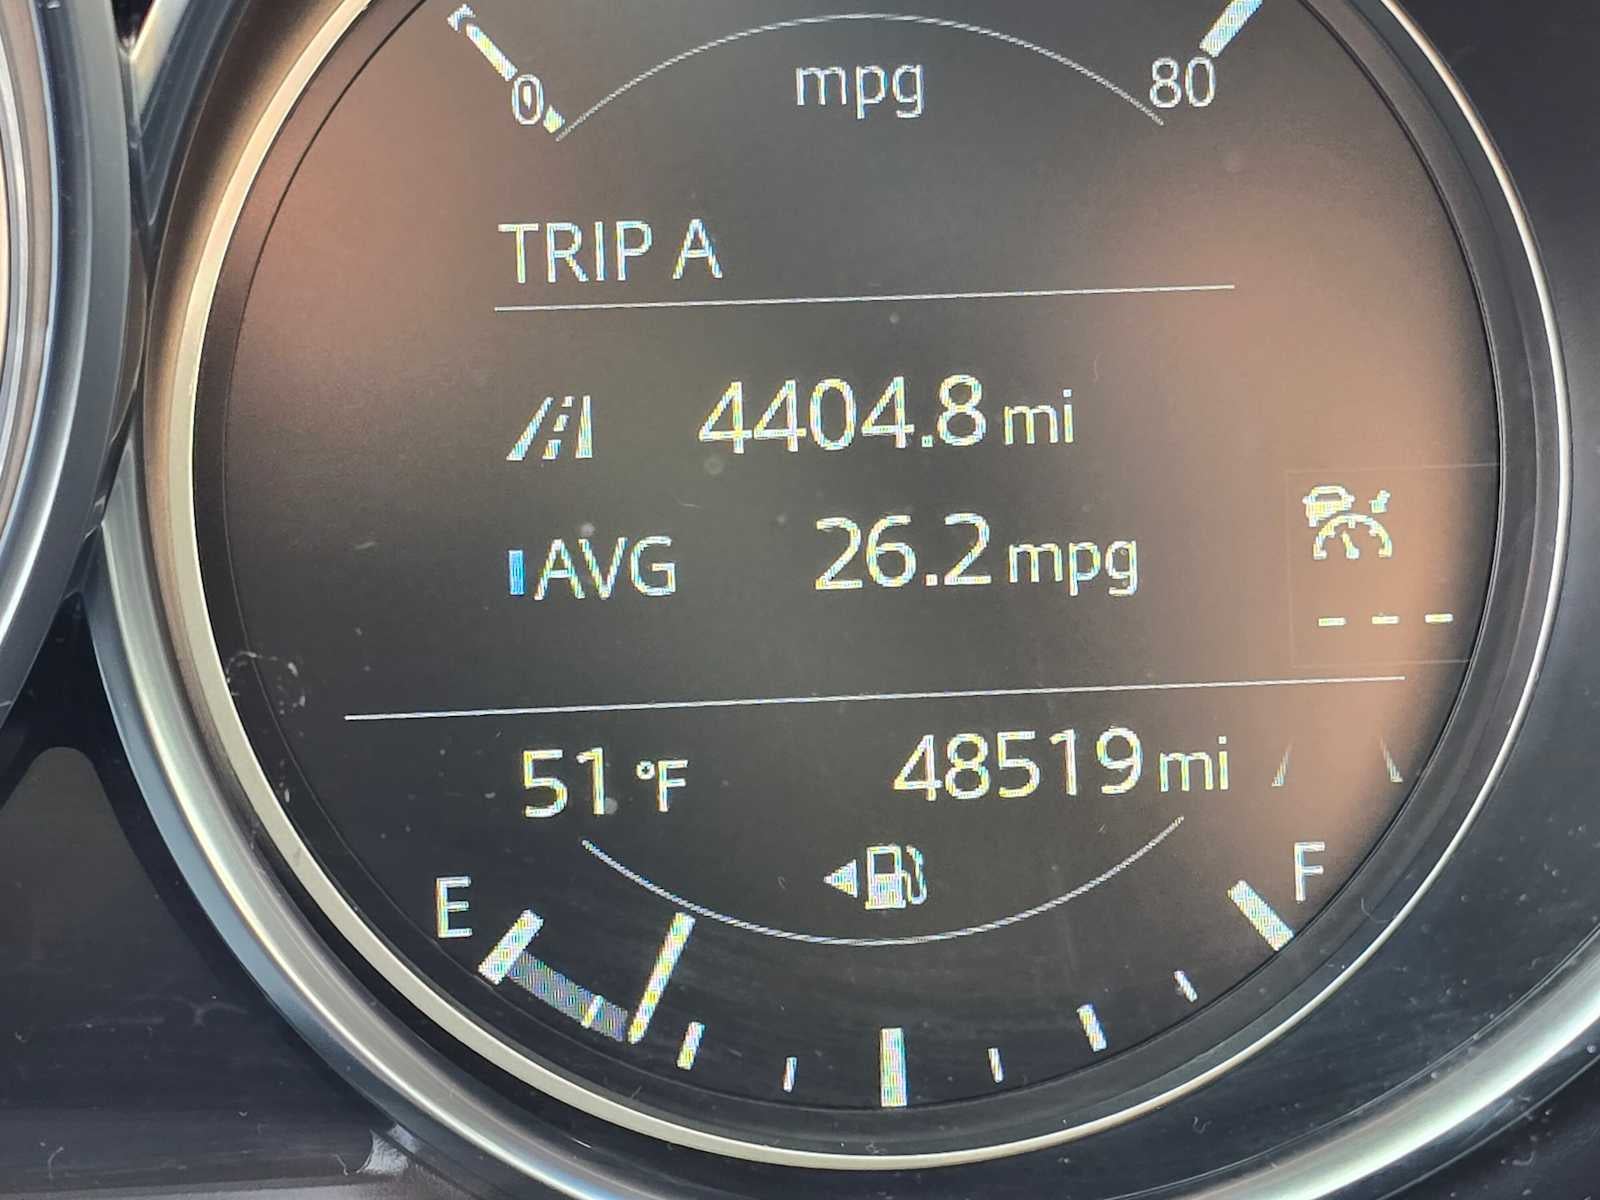 0 mpg 80
TRIP A
4404.8 mi
AVG 26.2 mpg
- - -
51 °F 48519 mi
E F